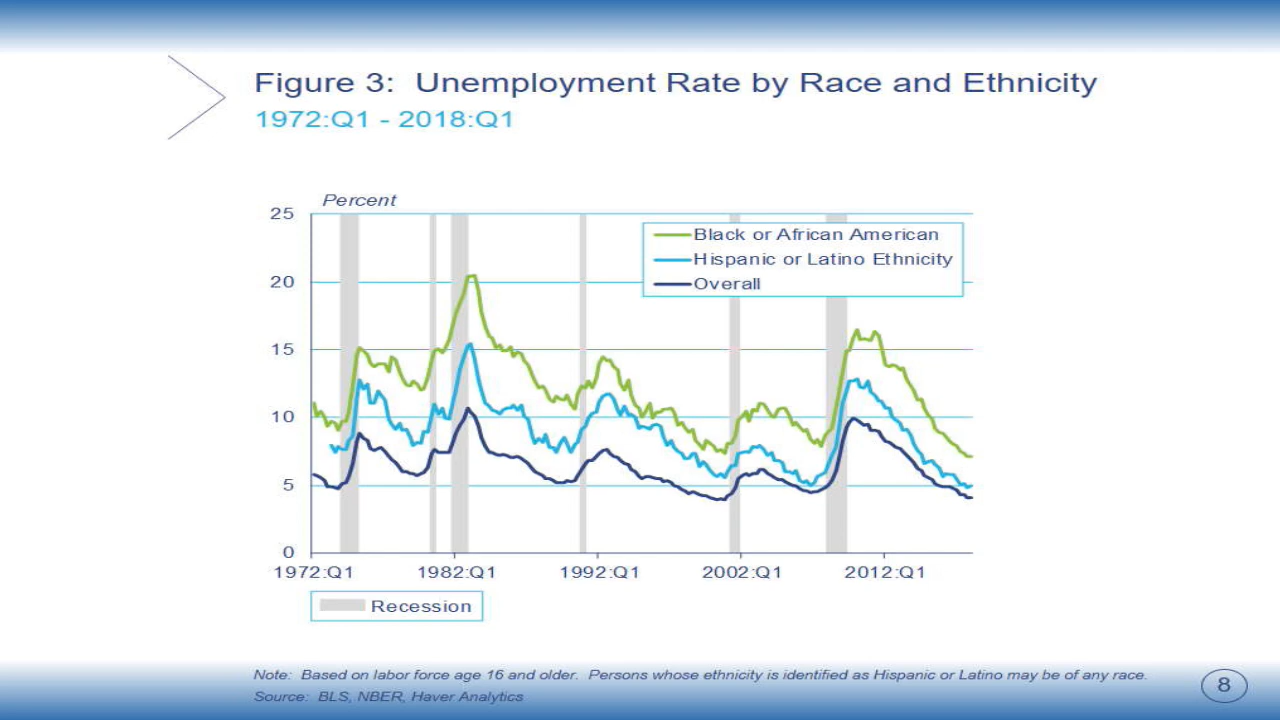 Figure 3: Unemployment Rate by Race and Ethnicity
1972:Q1 - 2018:Q1
Percent
25
20
15
10
5
0
Black or African American
Hispanic or Latino Ethnicity
Overall
1972:Q1 1982:Q1 1992:Q1 2002:Q1 2012:Q1
Recession
Note: Based on labor force age 16 and older. Persons whose ethnicity is identified as Hispanic or Latino may be of any race.
Source: BLS, NBER, Haver Analytics
8